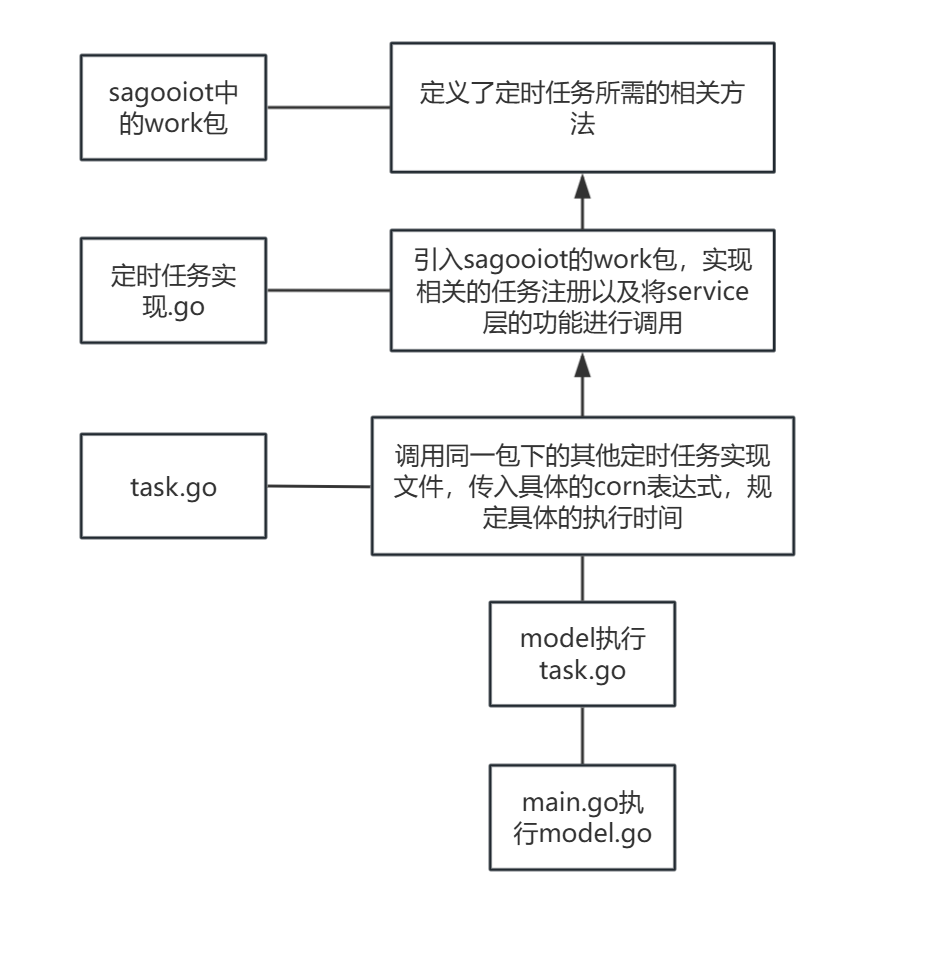 sagooiot中
的work包
定义了定时任务所需的相关方
法
定时任务实
现.go
引入sagooiot的work包，实现
相关的任务注册以及将service
层的功能进行调用
task.go
调用同一包下的其他定时任务实现
文件，传入具体的corn表达式，规
定具体的执行时间
model执行
task.go
main.go执
行model.go